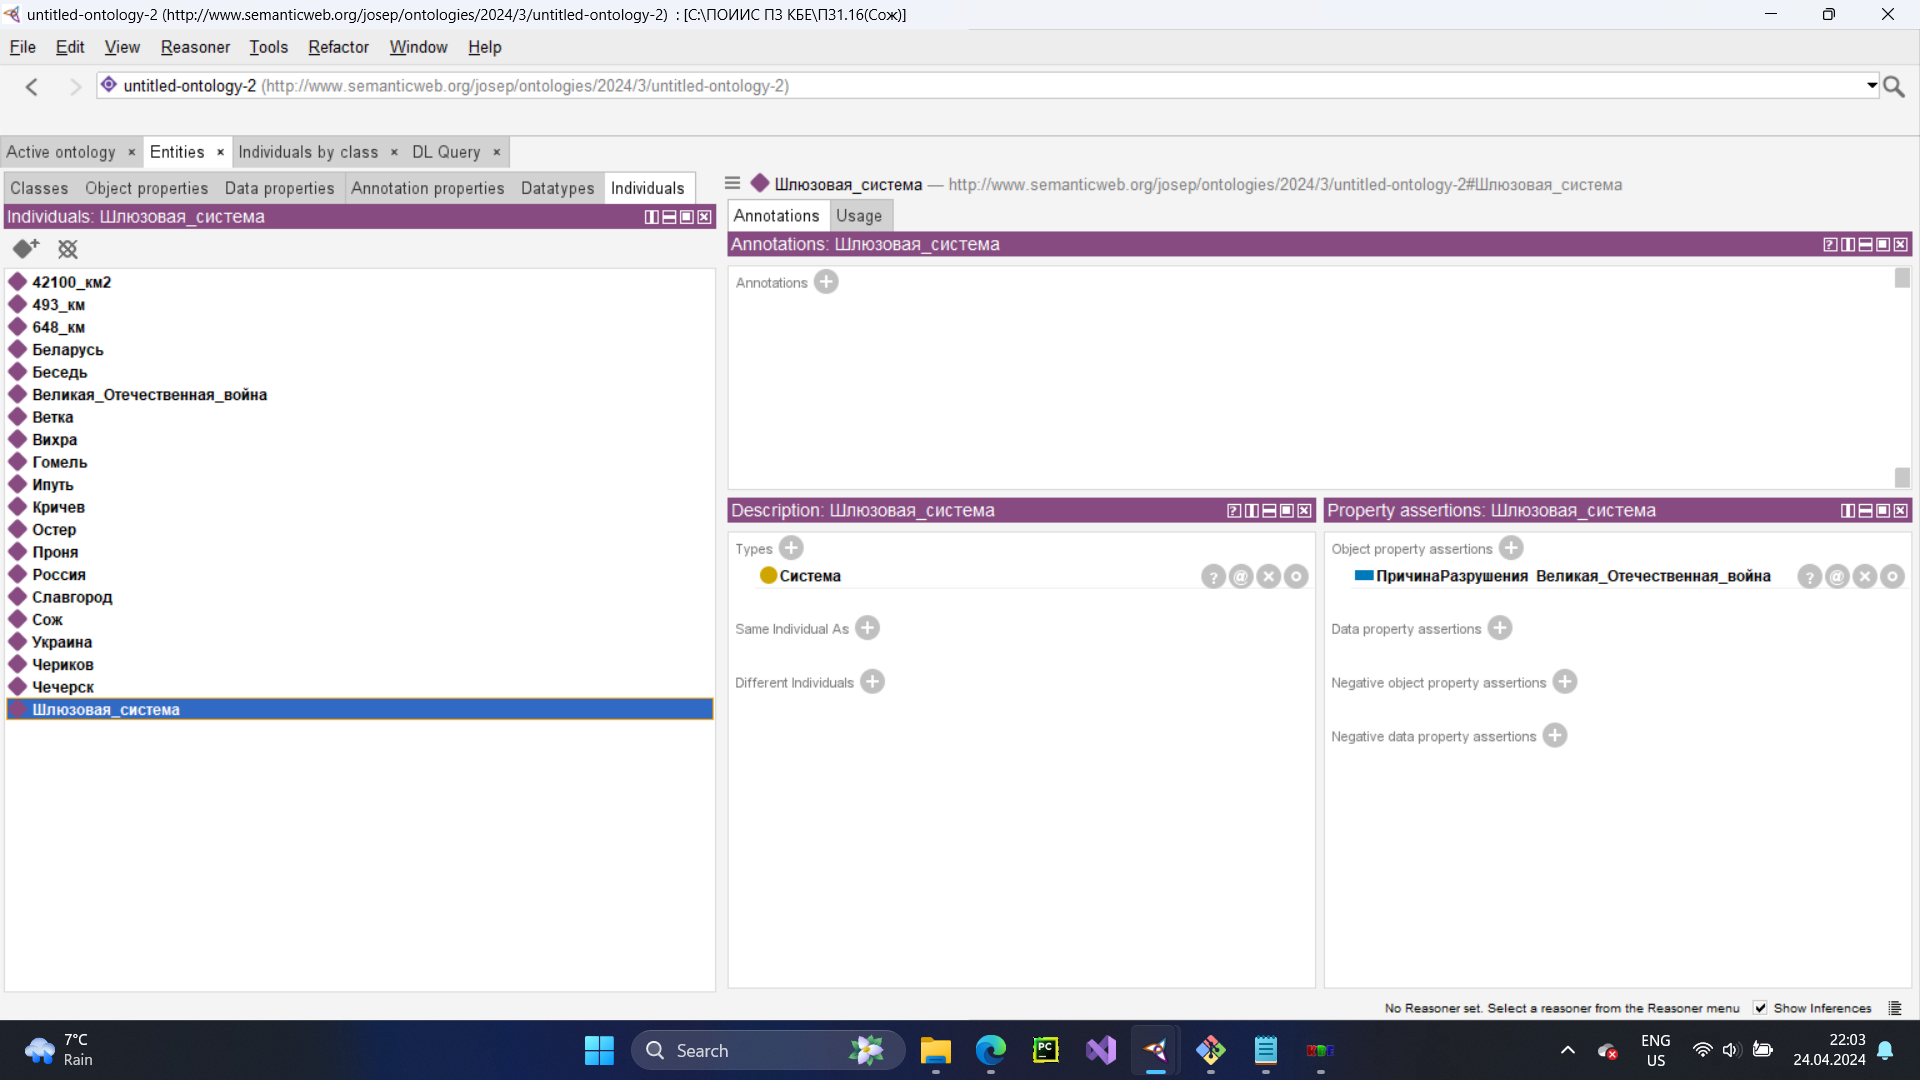 untitled-ontology-2 (http://www.semanticweb.org/josep/ontologies/2024/3/untitled-ontology-2)  : [C:\ПОИИС ПЗ КБЕ\ПЗ1.16(Сож)]
File Edit View Reasoner Tools Refactor Window Help
untitled-ontology-2 (http://www.semanticweb.org/josep/ontologies/2024/3/untitled-ontology-2)
Active ontology × Entities × Individuals by class × DL Query ×
Classes Object properties Data properties Annotation properties Datatypes Individuals
Individuals: Шлюзовая_система
42100_км2
493_км
648_км
Беларусь
Беседь
Великая_Отечественная_война
Ветка
Вихра
Гомель
Ипуть
Кричев
Остер
Проня
Россия
Славгород
Сож
Украина
Чериков
Чечерск
Шлюзовая_система
Шлюзовая_система — http://www.semanticweb.org/josep/ontologies/2024/3/untitled-ontology-2#Шлюзовая_система
Annotations Usage
Annotations: Шлюзовая_система
Annotations
Description: Шлюзовая_система
Types
Система
Same Individual As
Different Individuals
Property assertions: Шлюзовая_система
Object property assertions
ПричинаРазрушения Великая_Отечественная_война
Data property assertions
Negative object property assertions
Negative data property assertions
No Reasoner set. Select a reasoner from the Reasoner menu Show Inferences
7°C
Rain
Search
PC
KBE
ENG
US
22:03
24.04.2024